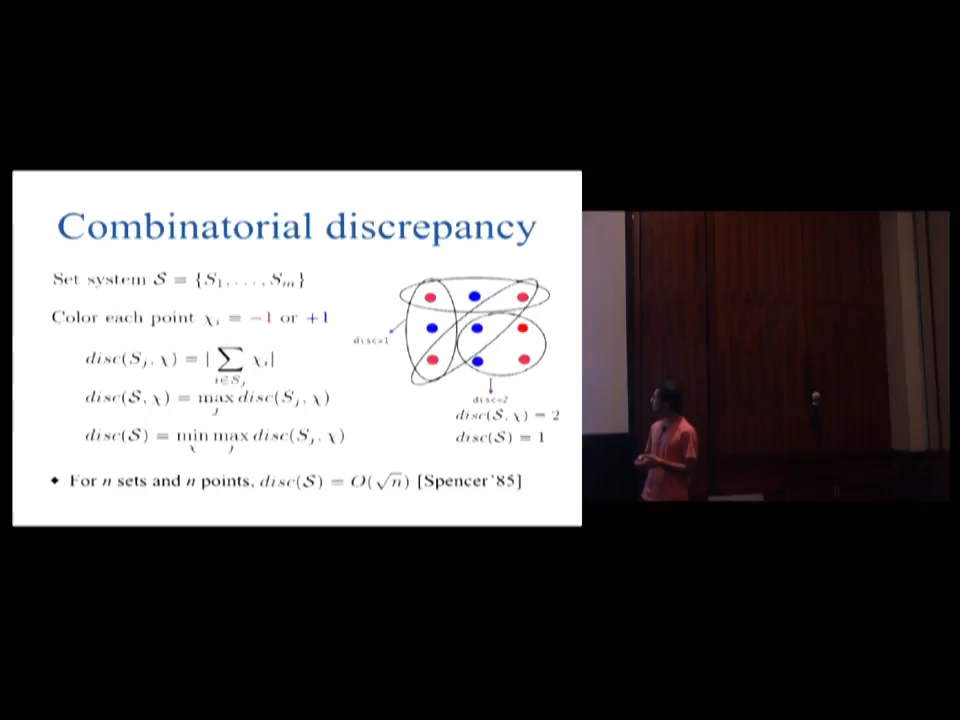 Combinatorial discrepancy
Set system S = {S₁, . . . , Sₘ}
Color each point χᵢ = −1 or +1
disc(Sⱼ, χ) = | ∑ χᵢ|
i∈Sⱼ
disc(S, χ) = max disc(Sⱼ, χ)
j
disc(S) = min max disc(Sⱼ, χ)
χ j
disc=1
disc=2
disc(S, χ) = 2
disc(S) = 1
◆ For n sets and n points, disc(S) = O(√n) [Spencer '85]